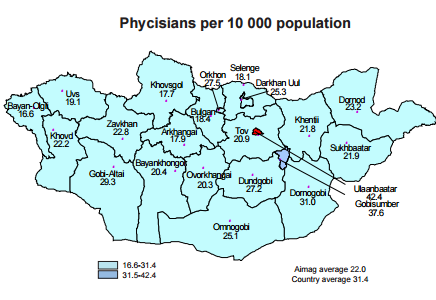 Phycisians per 10 000 population
Selenge
18.1
Orkhon
27.5
Darkhan Uul
25.3
Khovsgol
17.7
Uvs
19.1
Bayan-Olgii
16.6
Dornod
23.2
Bulgan
18.4
Zavkhan
22.8
Khovd
22.2
Arkhangai
17.9
Tov
20.9
Khentii
21.8
Sukhbaatar
21.9
Bayankhongor
20.4
Gobi-Altai
29.3
Ovorkhangai
20.3
Dundgobi
27.2
Dornogobi
31.0
Ulaanbaatar
42.4
Gobisumber
37.6
Omnogobi
25.1
16.6-31.4
31.5-42.4
Aimag average 22.0
Country average 31.4